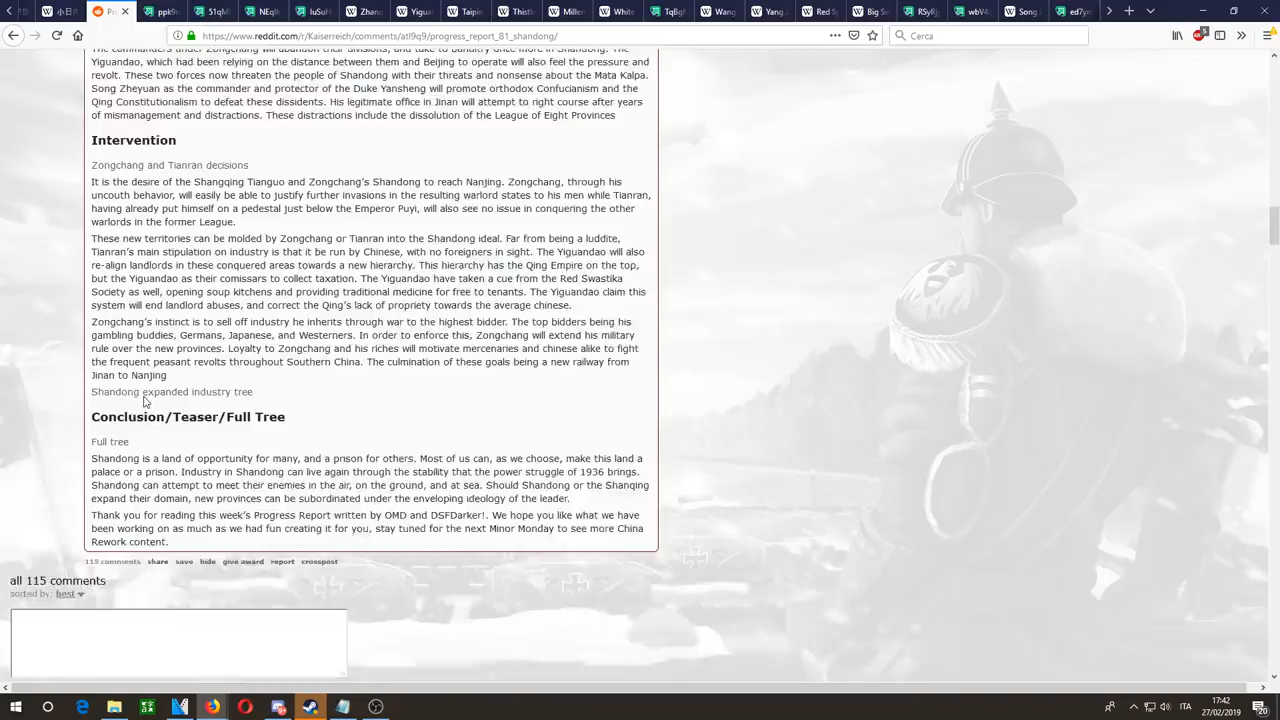 小册
Pr
ppk9
51qM
NEqIh
IuSuH
Zhan
Yigua
Taipin
Thistl
Millen
White
TqBgF
Wang
Yang
Big Se
RSyKj
wbV4
Song
ed7yn
https://www.reddit.com/r/Kaiserreich/comments/atl9q9/progress_report_81_shandong/
Cerca
The commanders under Zongchang will abandon their divisions, and take to banditry once more in Shandong. The
Yiguandao, which had been relying on the distance between them and Beijing to operate will also feel the pressure and
revolt. These two forces now threaten the people of Shandong with their threats and nonsense about the Mata Kalpa.
Song Zheyuan as the commander and protector of the Duke Yansheng will promote orthodox Confucianism and the
Qing Constitutionalism to defeat these dissidents. His legitimate office in Jinan will attempt to right course after years
of mismanagement and distractions. These distractions include the dissolution of the League of Eight Provinces
Intervention
Zongchang and Tianran decisions
It is the desire of the Shangqing Tianguo and Zongchang's Shandong to reach Nanjing. Zongchang, through his
uncouth behavior, will easily be able to justify further invasions in the resulting warlord states to his men while Tianran,
having already put himself on a pedestal just below the Emperor Puyi, will also see no issue in conquering the other
warlords in the former League.
These new territories can be molded by Zongchang or Tianran into the Shandong ideal. Far from being a luddite,
Tianran's main stipulation on industry is that it be run by Chinese, with no foreigners in sight. The Yiguandao will also
re-align landlords in these conquered areas towards a new hierarchy. This hierarchy has the Qing Empire on the top,
but the Yiguandao as their comissars to collect taxation. The Yiguandao have taken a cue from the Red Swastika
Society as well, opening soup kitchens and providing traditional medicine for free to tenants. The Yiguandao claim this
system will end landlord abuses, and correct the Qing's lack of propriety towards the average chinese.
Zongchang's instinct is to sell off industry he inherits through war to the highest bidder. The top bidders being his
gambling buddies, Germans, Japanese, and Westerners. In order to enforce this, Zongchang will extend his military
rule over the new provinces. Loyalty to Zongchang and his riches will motivate mercenaries and chinese alike to fight
the frequent peasant revolts throughout Southern China. The culmination of these goals being a new railway from
Jinan to Nanjing
Shandong expanded industry tree
Conclusion/Teaser/Full Tree
Full tree
Shandong is a land of opportunity for many, and a prison for others. Most of us can, as we choose, make this land a
palace or a prison. Industry in Shandong can live again through the stability that the power struggle of 1936 brings.
Shandong can attempt to meet their enemies in the air, on the ground, and at sea. Should Shandong or the Shanqing
expand their domain, new provinces can be subordinated under the enveloping ideology of the leader.
Thank you for reading this week's Progress Report written by OMD and DSFDarker!. We hope you like what we have
been working on as much as we had fun creating it for you, stay tuned for the next Minor Monday to see more China
Rework content.
115 comments share save hide give award report crosspost
all 115 comments
sorted by: best
ITA
17:42
27/02/2019
20